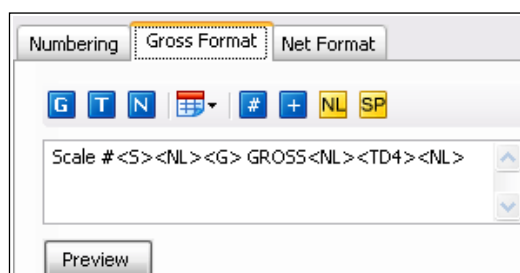 Numbering Gross Format Net Format
G T N # + NL SP
Scale #<S><NL><G> GROSS<NL><TD4><NL>
Preview